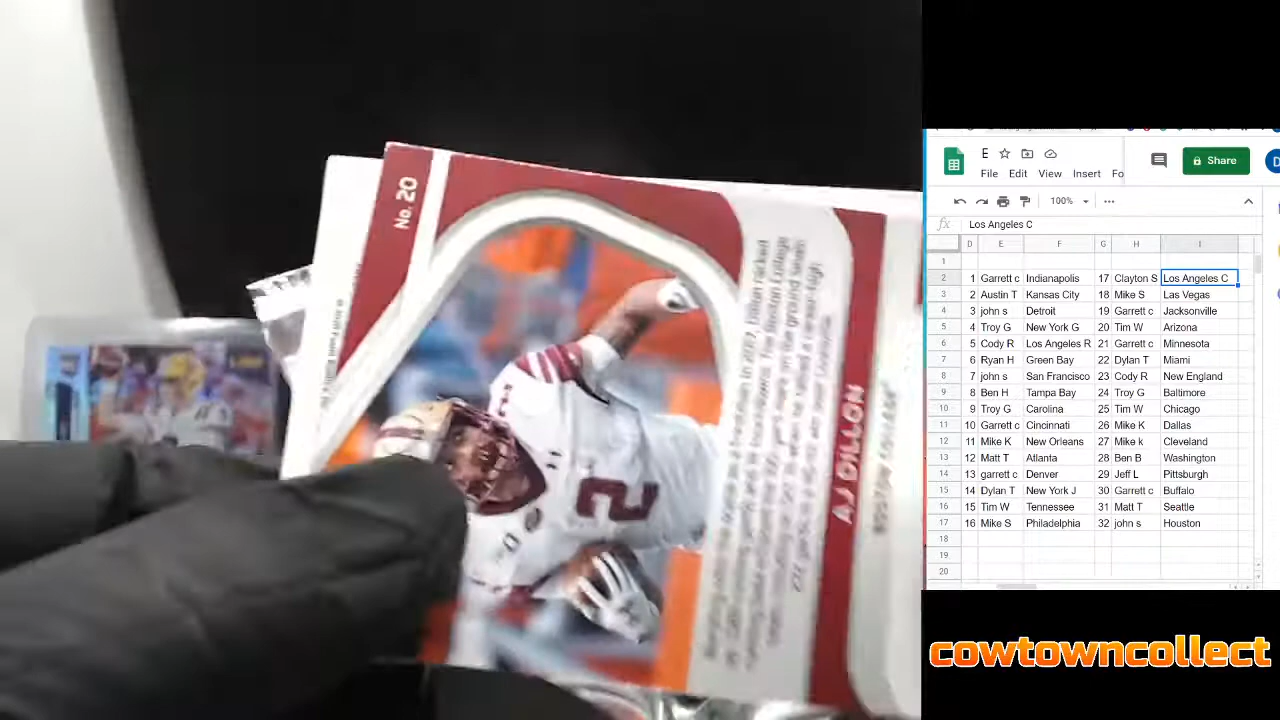 No. 20
2
AJ DILLON
E
File Edit View Insert Fo
Share
D
100%
fx Los Angeles C
D E F G H I
1
2 1 Garrett c Indianapolis 17 Clayton S Los Angeles C
3 2 Austin T Kansas City 18 Mike S Las Vegas
4 3 john s Detroit 19 Garrett c Jacksonville
5 4 Troy G New York G 20 Tim W Arizona
6 5 Cody R Los Angeles R 21 Garrett c Minnesota
7 6 Ryan H Green Bay 22 Dylan T Miami
8 7 john s San Francisco 23 Cody R New England
9 8 Ben H Tampa Bay 24 Troy G Baltimore
10 9 Troy G Carolina 25 Tim W Chicago
11 10 Garrett c Cincinnati 26 Mike K Dallas
12 11 Mike K New Orleans 27 Mike k Cleveland
13 12 Matt T Atlanta 28 Ben B Washington
14 13 garrett c Denver 29 Jeff L Pittsburgh
15 14 Dylan T New York J 30 Garrett c Buffalo
16 15 Tim W Tennessee 31 Matt T Seattle
17 16 Mike S Philadelphia 32 john s Houston
18
19
20
cowtowncollect